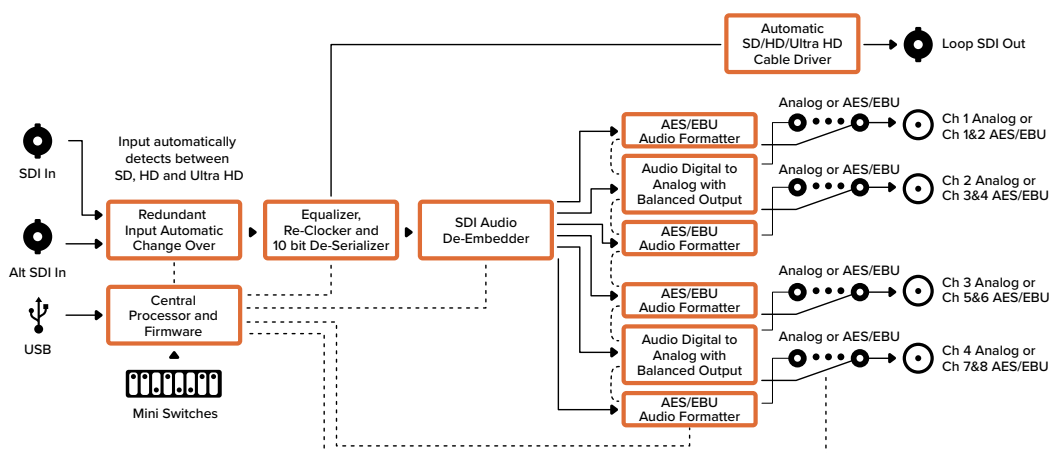 Automatic
SD/HD/Ultra HD
Cable Driver
Loop SDI Out
SDI In
Input automatically
detects between
SD, HD and Ultra HD
Alt SDI In
Redundant
Input Automatic
Change Over
Equalizer,
Re-Clocker and
10 bit De-Serializer
SDI Audio
De-Embedder
USB
Central
Processor and
Firmware
Mini Switches
AES/EBU
Audio Formatter
Audio Digital to
Analog with
Balanced Output
AES/EBU
Audio Formatter
AES/EBU
Audio Formatter
Audio Digital to
Analog with
Balanced Output
AES/EBU
Audio Formatter
Analog or AES/EBU
Ch 1 Analog or
Ch 1&2 AES/EBU
Analog or AES/EBU
Ch 2 Analog or
Ch 3&4 AES/EBU
Analog or AES/EBU
Ch 3 Analog or
Ch 5&6 AES/EBU
Analog or AES/EBU
Ch 4 Analog or
Ch 7&8 AES/EBU